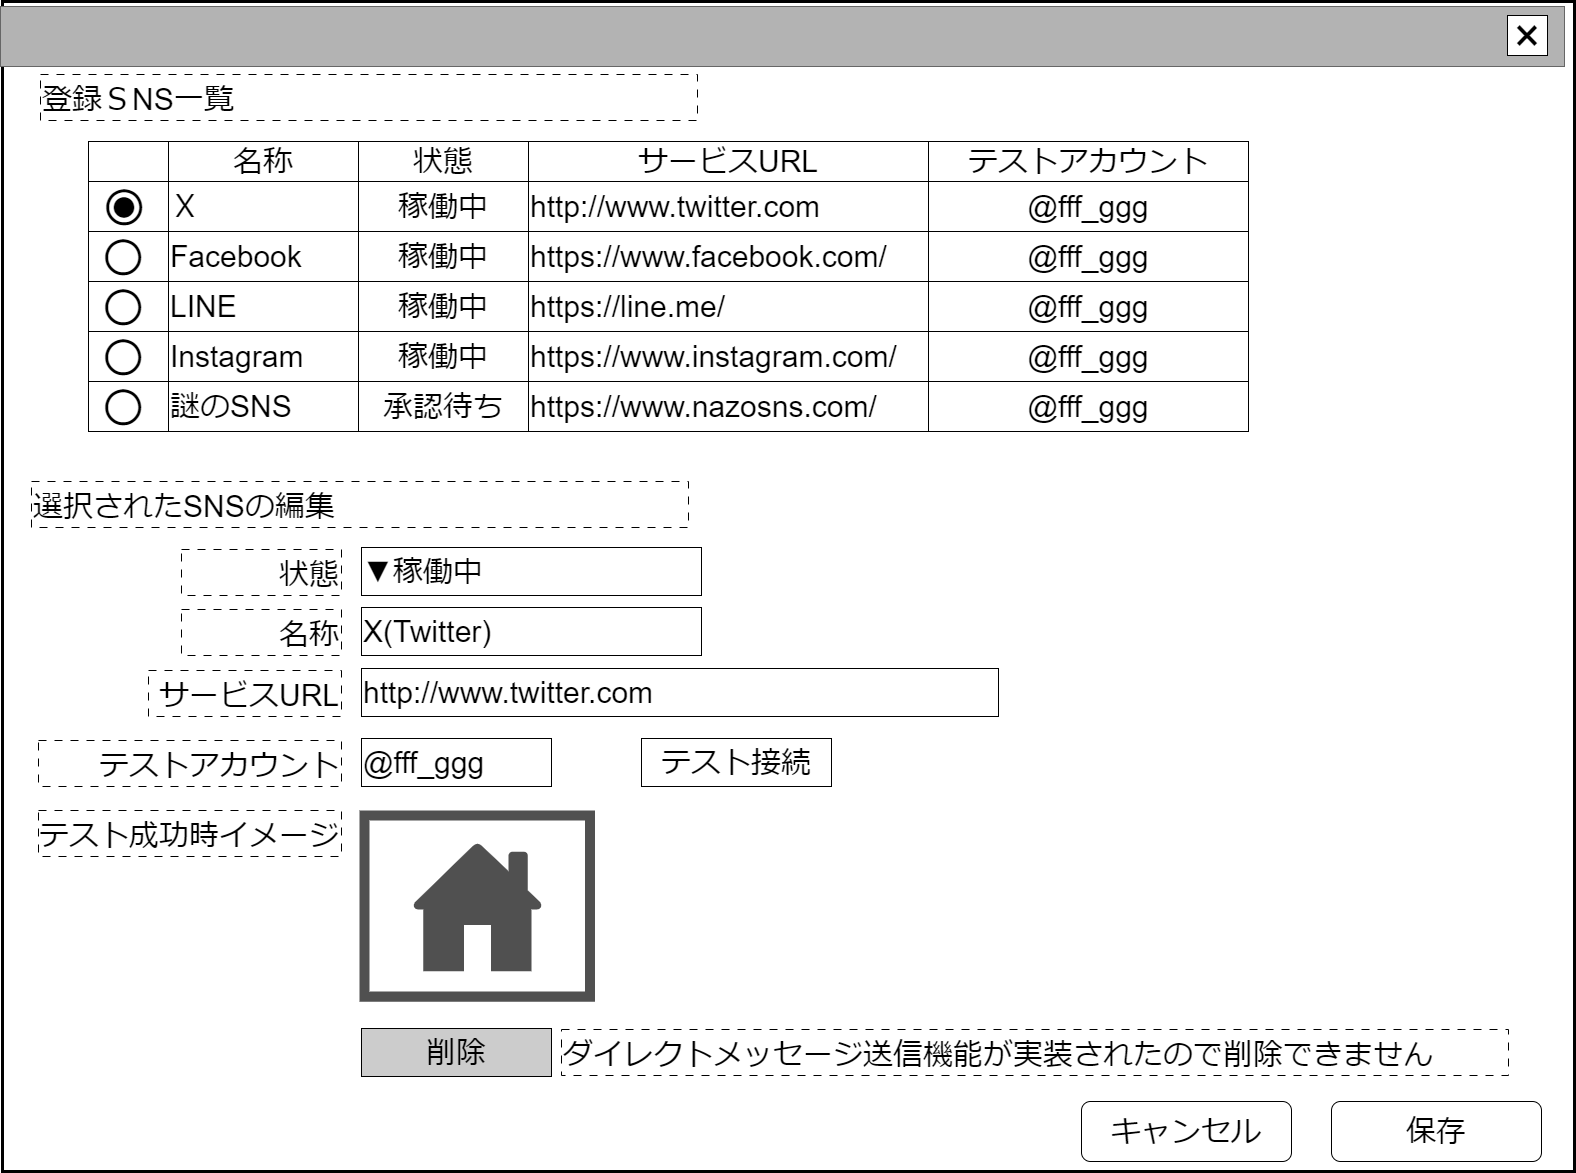 登録ＳNS一覧
名称 状態 サービスURL テストアカウント
X 稼働中 http://www.twitter.com @fff_ggg
Facebook 稼働中 https://www.facebook.com/ @fff_ggg
LINE 稼働中 https://line.me/ @fff_ggg
Instagram 稼働中 https://www.instagram.com/ @fff_ggg
謎のSNS 承認待ち https://www.nazosns.com/ @fff_ggg
選択されたSNSの編集
状態 ▼稼働中
名称 X(Twitter)
サービスURL http://www.twitter.com
テストアカウント @fff_ggg テスト接続
テスト成功時イメージ
削除 ダイレクトメッセージ送信機能が実装されたので削除できません
キャンセル 保存